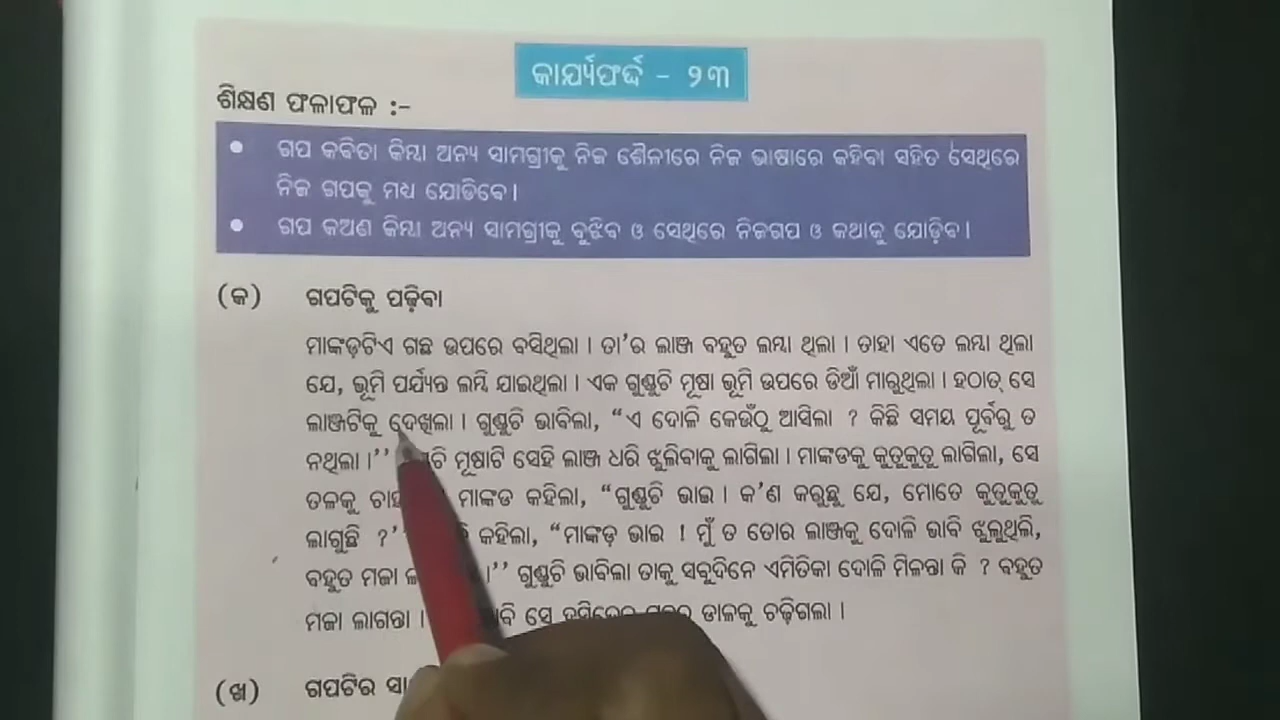 କାର୍ଯ୍ୟଫର୍ଦ୍ଦ - ୨୩
ଶିକ୍ଷଣ ଫଳାଫଳ :-
• ଗପ କବିତା କିମ୍ବା ଅନ୍ୟ ସାମଗ୍ରୀକୁ ନିଜ ଶୈଳୀରେ ନିଜ ଭାଷାରେ କହିବା ସହିତ ସେଥିରେ
ନିଜ ଗପକୁ ମଧ୍ୟ ଯୋଡିବେ।
• ଗପ କଅଣ କିମ୍ବା ଅନ୍ୟ ସାମଗ୍ରୀକୁ ବୁଝିବ ଓ ସେଥିରେ ନିଜଗପ ଓ କଥାକୁ ଯୋଡ଼ିବ।
(କ) ଗପଟିକୁ ପଢ଼ିବା
ମାଙ୍କଡ଼ଟିଏ ଗଛ ଉପରେ ବସିଥିଲା । ତା'ର ଲାଞ୍ଜ ବହୁତ ଲମ୍ବା ଥିଲା । ତାହା ଏତେ ଲମ୍ବା ଥିଲା
ଯେ, ଭୂମି ପର୍ଯ୍ୟନ୍ତ ଲମ୍ବି ଯାଇଥିଲା । ଏକ ଗୁଣ୍ଡୁଚି ମୂଷା ଭୂମି ଉପରେ ଡିଆଁ ମାରୁଥିଲା । ହଠାତ୍ ସେ
ଲାଞ୍ଜଟିକୁ ଦେଖିଲା । ଗୁଣ୍ଡୁଚି ଭାବିଲା, “ଏ ଦୋଳି କେଉଁଠୁ ଆସିଲା ? କିଛି ସମୟ ପୂର୍ବରୁ ତ
ନଥିଲା ।’’ ମୂଷାଟି ସେହି ଲାଞ୍ଜ ଧରି ଝୁଲିବାକୁ ଲାଗିଲା । ମାଙ୍କଡକୁ କୁତୁକୁତୁ ଲାଗିଲା, ସେ
ତଳକୁ ମାଙ୍କଡ କହିଲା, “ଗୁଣ୍ଡୁଚି ଭାଇ । କ'ଣ କରୁଛୁ ଯେ, ମୋତେ କୁତୁକୁତୁ
ଲାଗୁଛି ?’ କହିଲା, “ମାଙ୍କଡ଼ ଭାଇ ! ମୁଁ ତ ତୋର ଲାଞ୍ଜକୁ ଦୋଳି ଭାବି ଝୁଲୁଥିଲି,
ବହୁତ ମଜା ।’’ ଗୁଣ୍ଡୁଚି ଭାବିଲା ତାକୁ ସବୁଦିନେ ଏମିତିକା ଦୋଳି ମିଳନ୍ତା କି ? ବହୁତ
ମଜା ଲାଗନ୍ତା । ସେ ଡାଳକୁ ଚଢ଼ିଗଲା ।
(ଖ) ଗପଟିର